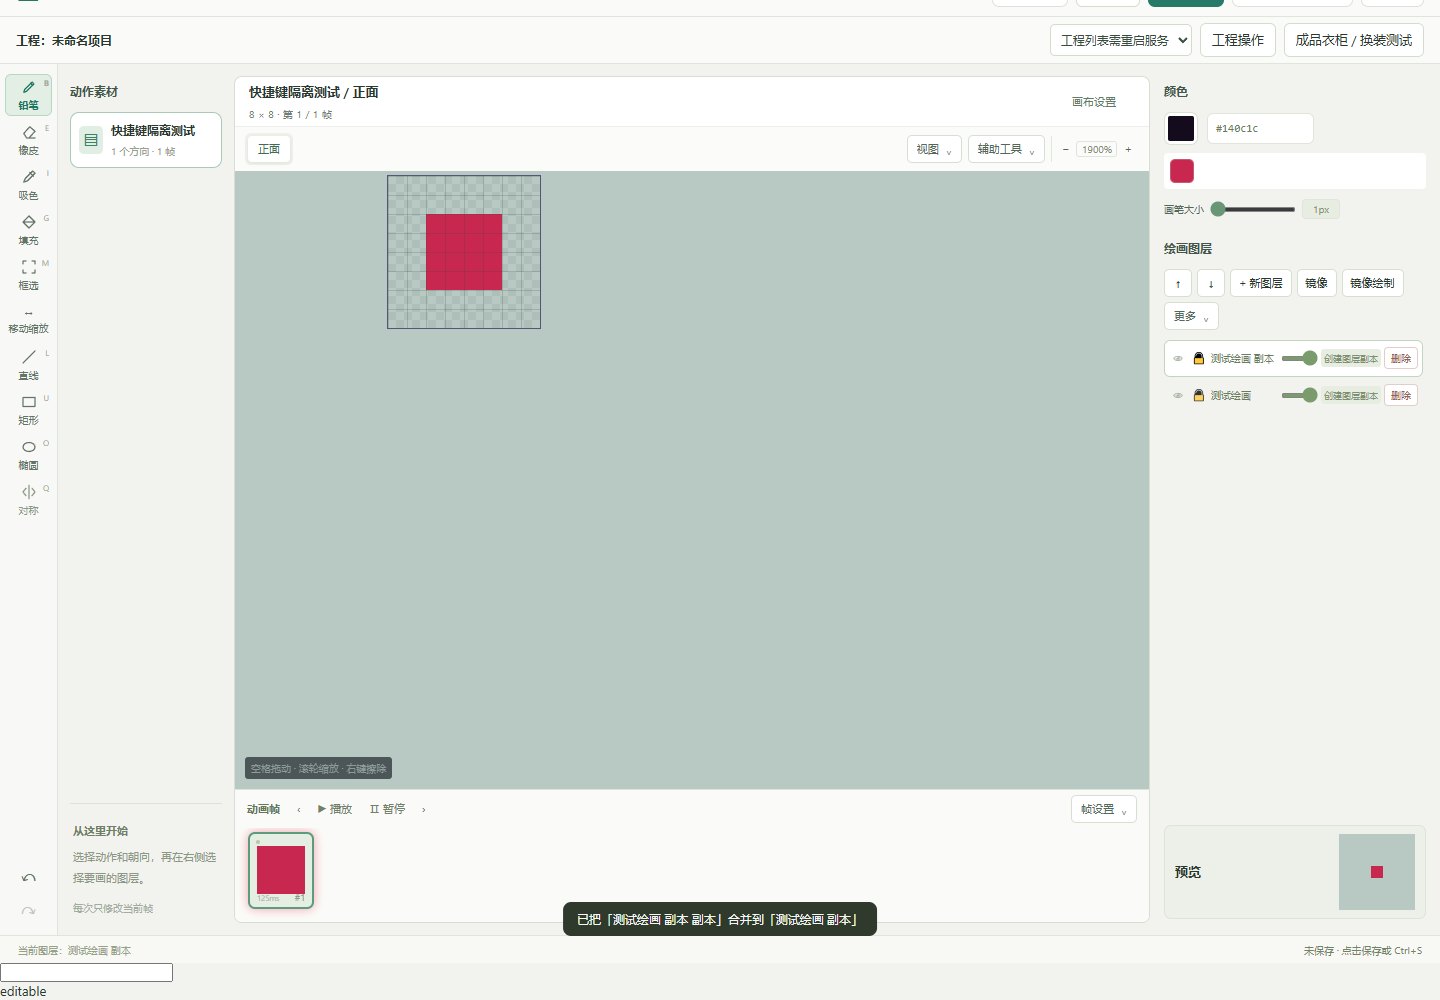 工程：未命名项目
工程列表需重启服务
工程操作
成品衣柜 / 换装测试
铅笔 B
橡皮 E
吸色 I
填充 G
框选 M
移动缩放
直线 L
矩形 U
椭圆 O
对称 Q
动作素材
快捷键隔离测试
1 个方向 · 1 帧
从这里开始
选择动作和朝向，再在右侧选
择要画的图层。
每次只修改当前帧
快捷键隔离测试 / 正面
8 × 8 · 第 1 / 1 帧
画布设置
正面
视图
辅助工具
− 1900% +
空格拖动 · 滚轮缩放 · 右键擦除
动画帧
‹
▶ 播放
暂停
›
帧设置
125ms #1
颜色
#140c1c
画笔大小
1px
绘画图层
↑
↓
+ 新图层
镜像
镜像绘制
更多
测试绘画 副本 创建图层副本 删除
测试绘画 创建图层副本 删除
预览
已把「测试绘画 副本 副本」合并到「测试绘画 副本」
当前图层：测试绘画 副本
未保存 · 点击保存或 Ctrl+S
editable